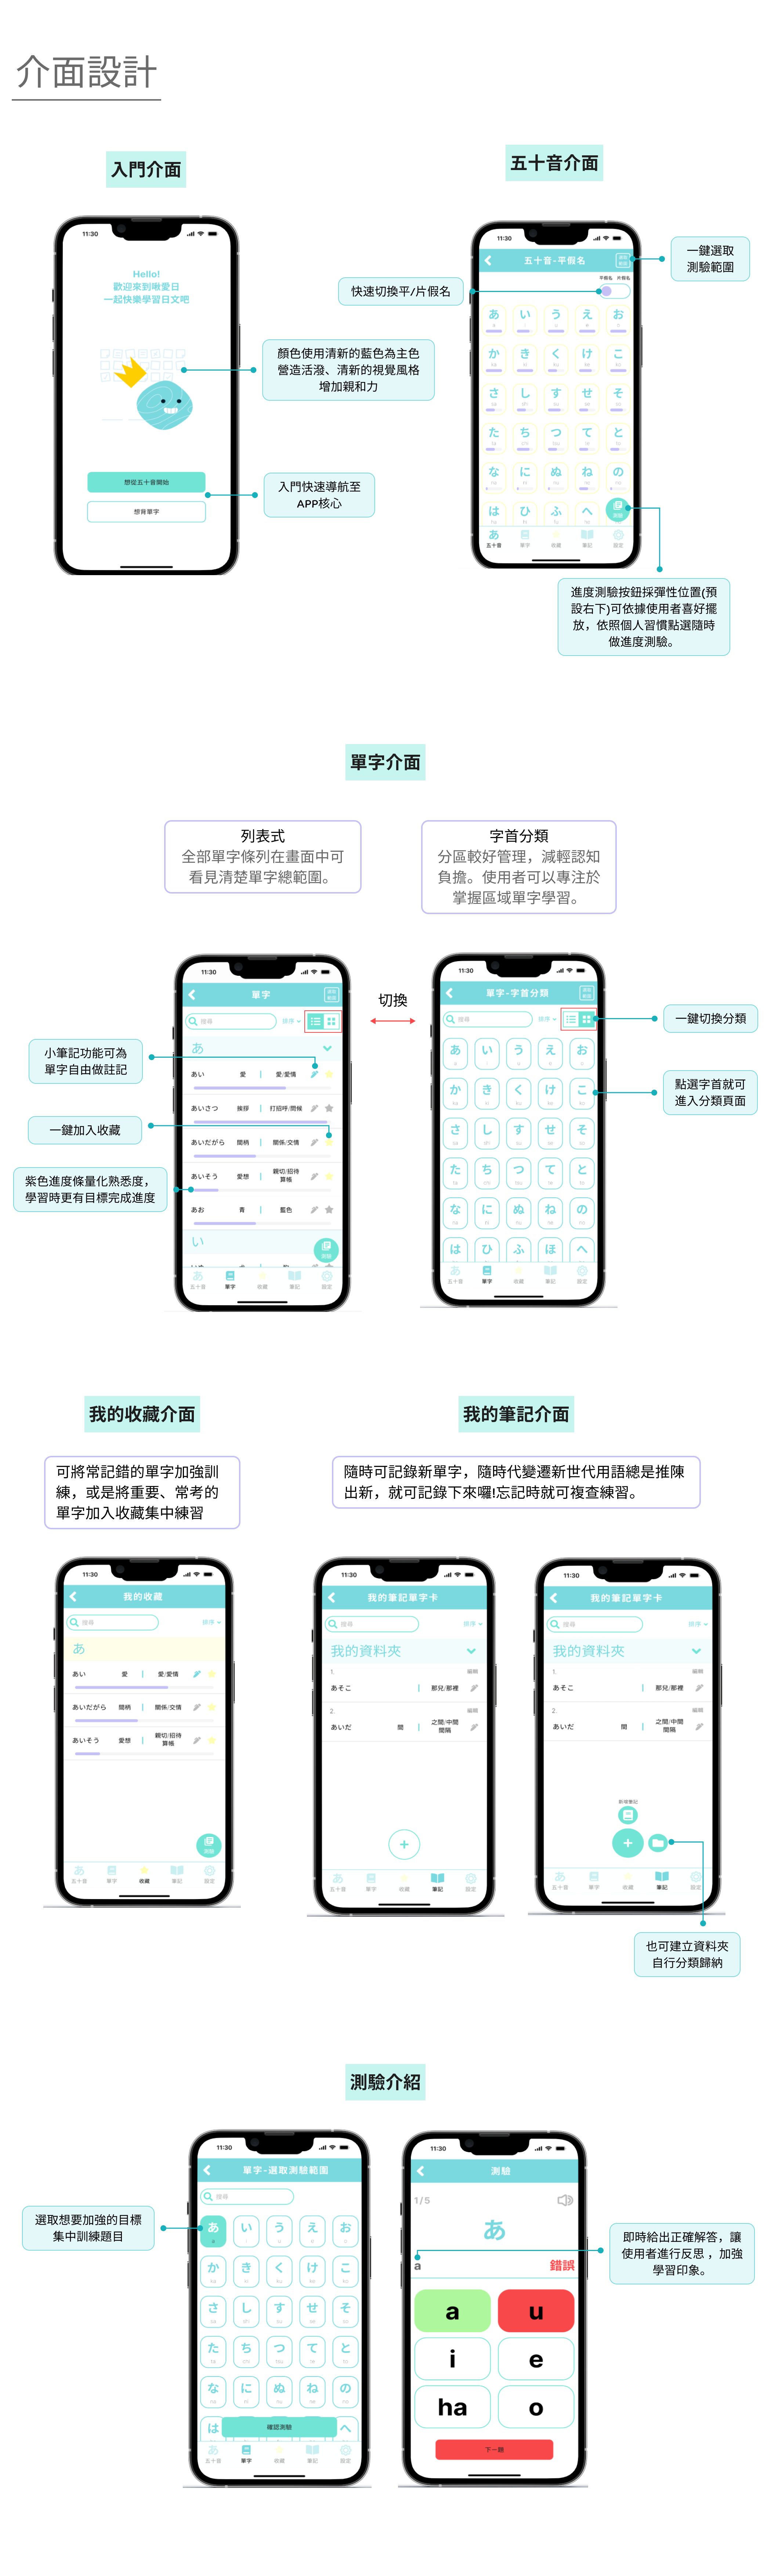 介面設計
入門介面
11:30
Hello!
歡迎來到啾愛日
一起快樂學習日文吧
想從五十音開始
想背單字
顏色使用清新的藍色為主色
營造活潑、清新的視覺風格
增加親和力
入門快速導航至
APP核心
五十音介面
11:30
五十音-平假名
平假名 片假名
あ い う え お
か き く け こ
さ し す せ そ
た ち つ て と
な に ぬ ね の
は ひ ふ へ
測驗
あ
五十音 單字 收藏 筆記 設定
一鍵選取
測驗範圍
快速切換平/片假名
進度測驗按鈕採彈性位置(預
設右下)可依據使用者喜好擺
放，依照個人習慣點選隨時
做進度測驗。
單字介面
列表式
全部單字條列在畫面中可
看見清楚單字總範圍。
字首分類
分區較好管理，減輕認知
負擔。使用者可以專注於
掌握區域單字學習。
11:30
單字
搜尋 排序
あ
あい 愛 愛/愛情
あいさつ 挨拶 打招呼/問候
あいだがら 間柄 關係/交情
あいそう 愛想 親切/招待
算帳
あお 青 藍色
い
測驗
あ
五十音 單字 收藏 筆記 設定
小筆記功能可為
單字自由做註記
一鍵加入收藏
紫色進度條量化熟悉度，
學習時更有目標完成進度
切換
11:30
單字-字首分類
搜尋 排序
あ い う え お
か き く け こ
さ し す せ そ
た ち つ て と
な に ぬ ね の
は ひ ふ ほ へ
あ
五十音 單字 收藏 筆記 設定
一鍵切換分類
點選字首就可
進入分類頁面
我的收藏介面
可將常記錯的單字加強訓
練，或是將重要、常考的
單字加入收藏集中練習
11:30
我的收藏
搜尋 排序
あ
あい 愛 愛/愛情
あいだがら 間柄 關係/交情
あいそう 愛想 親切/招待
算帳
測驗
あ
五十音 單字 收藏 筆記 設定
我的筆記介面
隨時可記錄新單字，隨時代變遷新世代用語總是推陳
出新，就可記錄下來囉!忘記時就可複查練習。
11:30
我的筆記單字卡
搜尋 排序
我的資料夾
1. 編輯
あそこ 那兒/那裡
2. 編輯
あいだ 間 之間/中間
間隔
+
あ
五十音 單字 收藏 筆記 設定
11:30
我的筆記單字卡
搜尋 排序
我的資料夾
1. 編輯
あそこ 那兒/那裡
2. 編輯
あいだ 間 之間/中間
間隔
新增筆記
+
あ
五十音 單字 收藏 筆記 設定
也可建立資料夾
自行分類歸納
測驗介紹
11:30
單字-選取測驗範圍
搜尋
あ い う え お
か き く け こ
さ し す せ そ
た ち つ て と
な に ぬ ね の
は へ
確認測驗
あ
五十音 單字 收藏 筆記 設定
選取想要加強的目標
集中訓練題目
11:30
測驗
1/5
あ
a 錯誤
a u
i e
ha o
下一題
即時給出正確解答，讓
使用者進行反思 ，加強
學習印象。